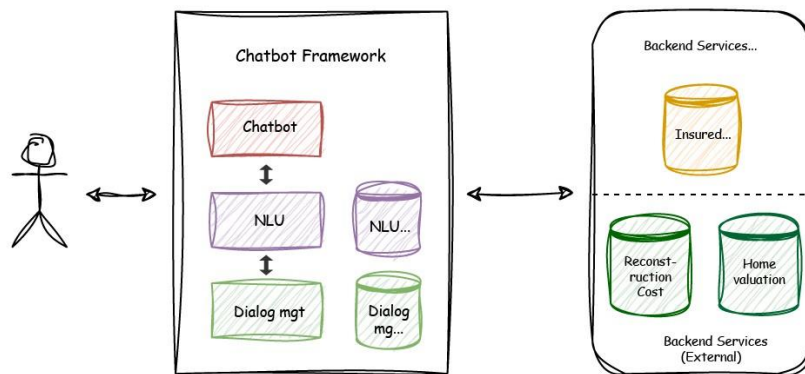 Chatbot Framework
Backend Services...
Chatbot
Insured...
NLU
NLU...
Reconst-
ruction
Cost
Home
valuation
Dialog mgt
Dialog
mg...
Backend Services
(External)